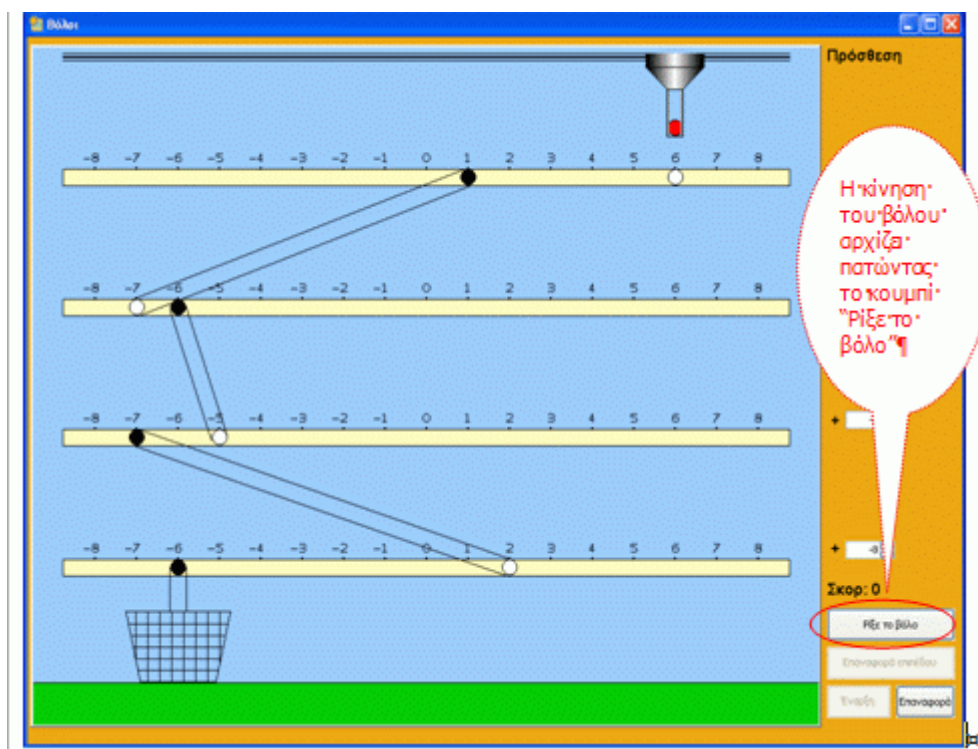 Βόλοι
Πρόσθεση
-8 -7 -6 -5 -4 -3 -2 -1 0 1 2 3 4 5 6 7 8
Η κίνηση
του βόλου
αρχίζει
πατώντας
το κουμπί
"Ρίξε το
βόλο"¶
-8 -7 -6 -5 -4 -3 -2 -1 0 1 2 3 4 5 6 7 8
-8 -7 -6 -5 -4 -3 -2 -1 0 1 2 3 4 5 6 7 8
+
-8 -7 -6 -5 -4 -3 -2 -1 0 1 2 3 4 5 6 7 8
+
Σκορ: 0
Ρίξε το βόλο
Επαναφορά επιπέδου
Έναρξη
Επαναφορά